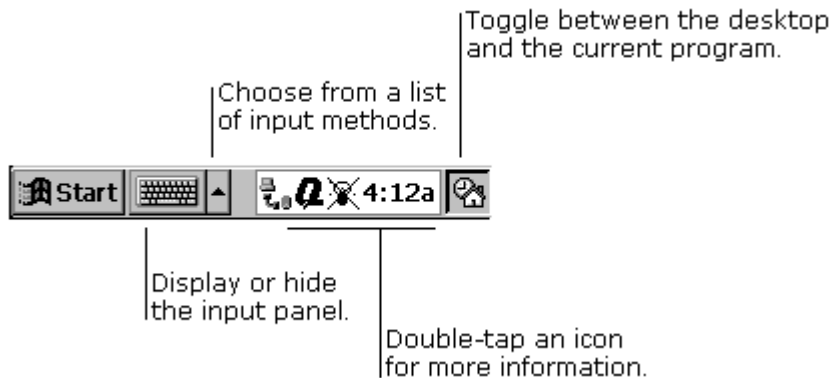 Toggle between the desktop
and the current program.
Choose from a list
of input methods.
Start
4:12a
Display or hide
the input panel.
Double-tap an icon
for more information.